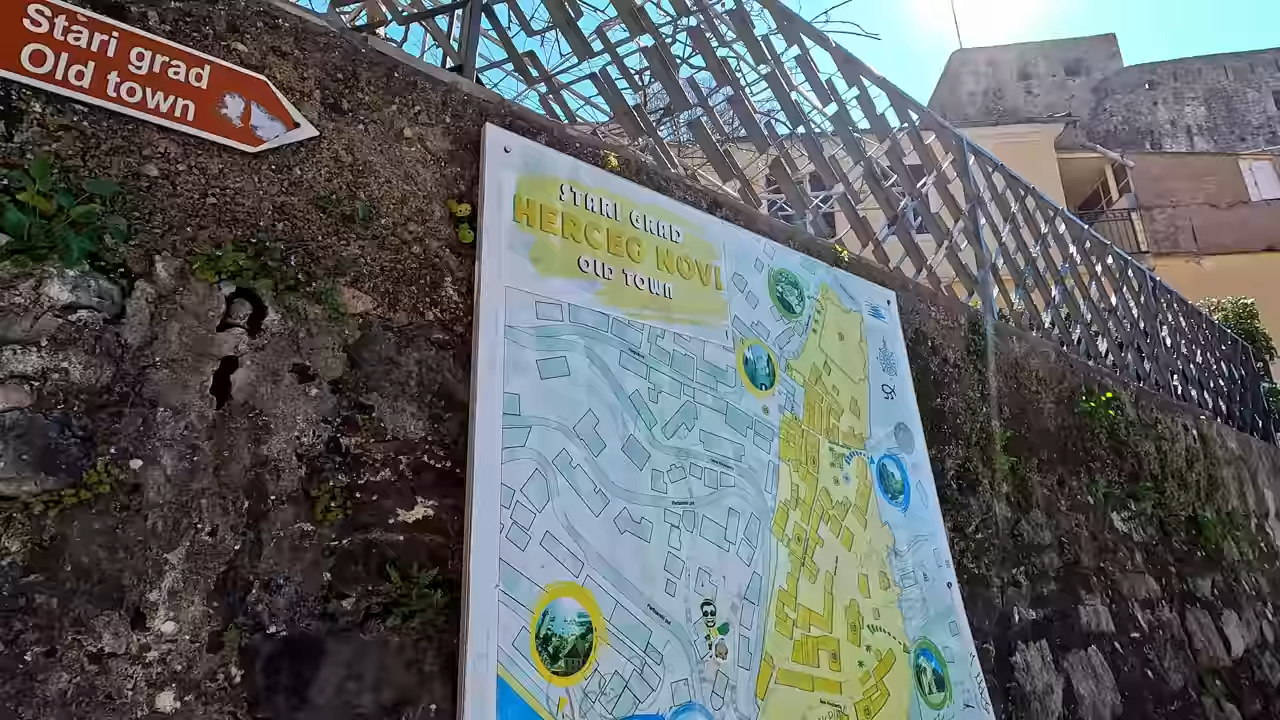 Stari grad
Old town
STARI GRAD
HERCEG NOVI
OLD TOWN